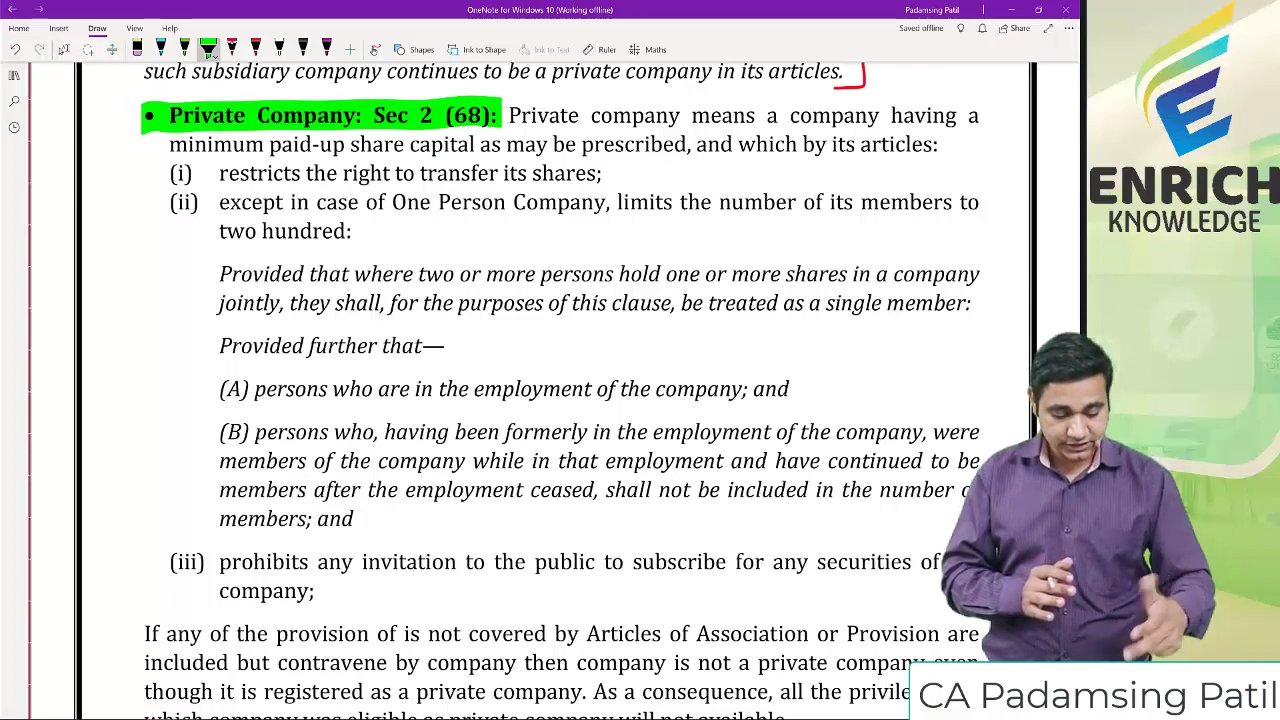 OneNote for Windows 10 (Working offline)
Padamsing Patil
Home Insert Draw View Help
Saved offline
Share
Shapes Ink to Shape Ink to Text Ruler Maths
such subsidiary company continues to be a private company in its articles.
• Private Company: Sec 2 (68): Private company means a company having a
minimum paid-up share capital as may be prescribed, and which by its articles:
(i) restricts the right to transfer its shares;
(ii) except in case of One Person Company, limits the number of its members to
two hundred:
Provided that where two or more persons hold one or more shares in a company
jointly, they shall, for the purposes of this clause, be treated as a single member:
Provided further that—
(A) persons who are in the employment of the company; and
(B) persons who, having been formerly in the employment of the company, were
members of the company while in that employment and have continued to be
members after the employment ceased, shall not be included in the number
members; and
(iii) prohibits any invitation to the public to subscribe for any securities of
company;
If any of the provision of is not covered by Articles of Association or Provision are
included but contravene by company then company is not a private company even
though it is registered as a private company. As a consequence, all the
which company was eligible as private company will not available
ENRICH
KNOWLEDGE
CA Padamsing Patil